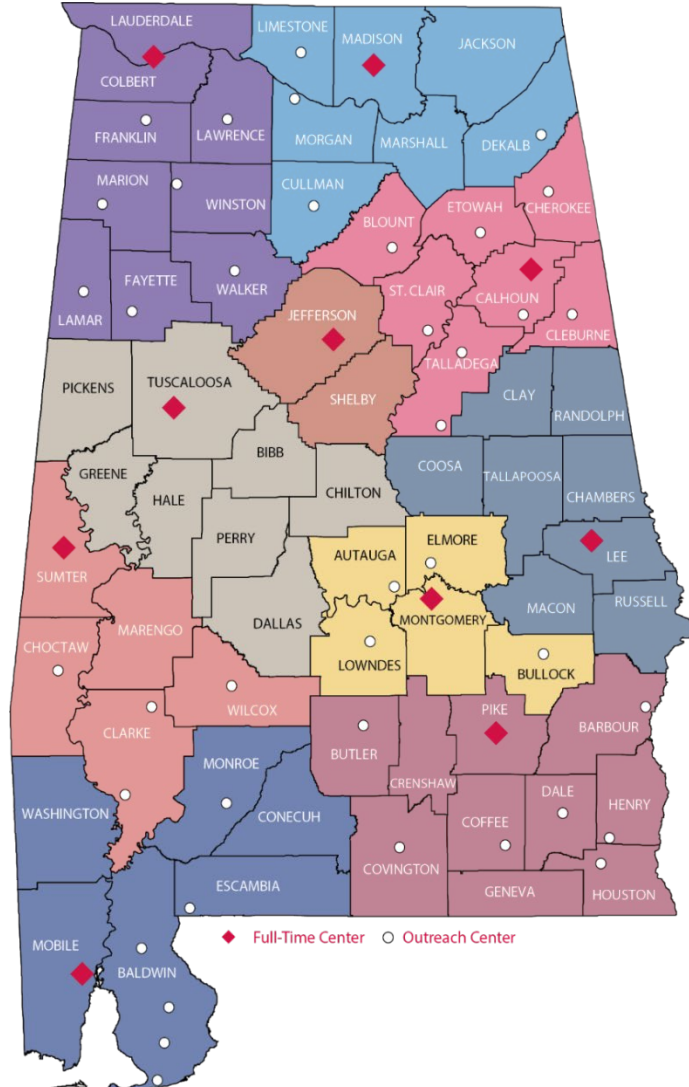 LAUDERDALE
LIMESTONE
MADISON
JACKSON
COLBERT
FRANKLIN
LAWRENCE
MORGAN
MARSHALL
DEKALB
MARION
WINSTON
CULLMAN
BLOUNT
ETOWAH
CHEROKEE
LAMAR
FAYETTE
WALKER
JEFFERSON
ST. CLAIR
CALHOUN
CLEBURNE
PICKENS
TUSCALOOSA
SHELBY
TALLADEGA
CLAY
RANDOLPH
GREENE
HALE
BIBB
CHILTON
COOSA
TALLAPOOSA
CHAMBERS
SUMTER
PERRY
AUTAUGA
ELMORE
LEE
MARENGO
DALLAS
LOWNDES
MONTGOMERY
MACON
RUSSELL
CHOCTAW
CLARKE
WILCOX
BUTLER
CRENSHAW
PIKE
BULLOCK
BARBOUR
WASHINGTON
MONROE
CONECUH
COVINGTON
COFFEE
DALE
HENRY
ESCAMBIA
GENEVA
HOUSTON
MOBILE
BALDWIN
Full-Time Center
Outreach Center